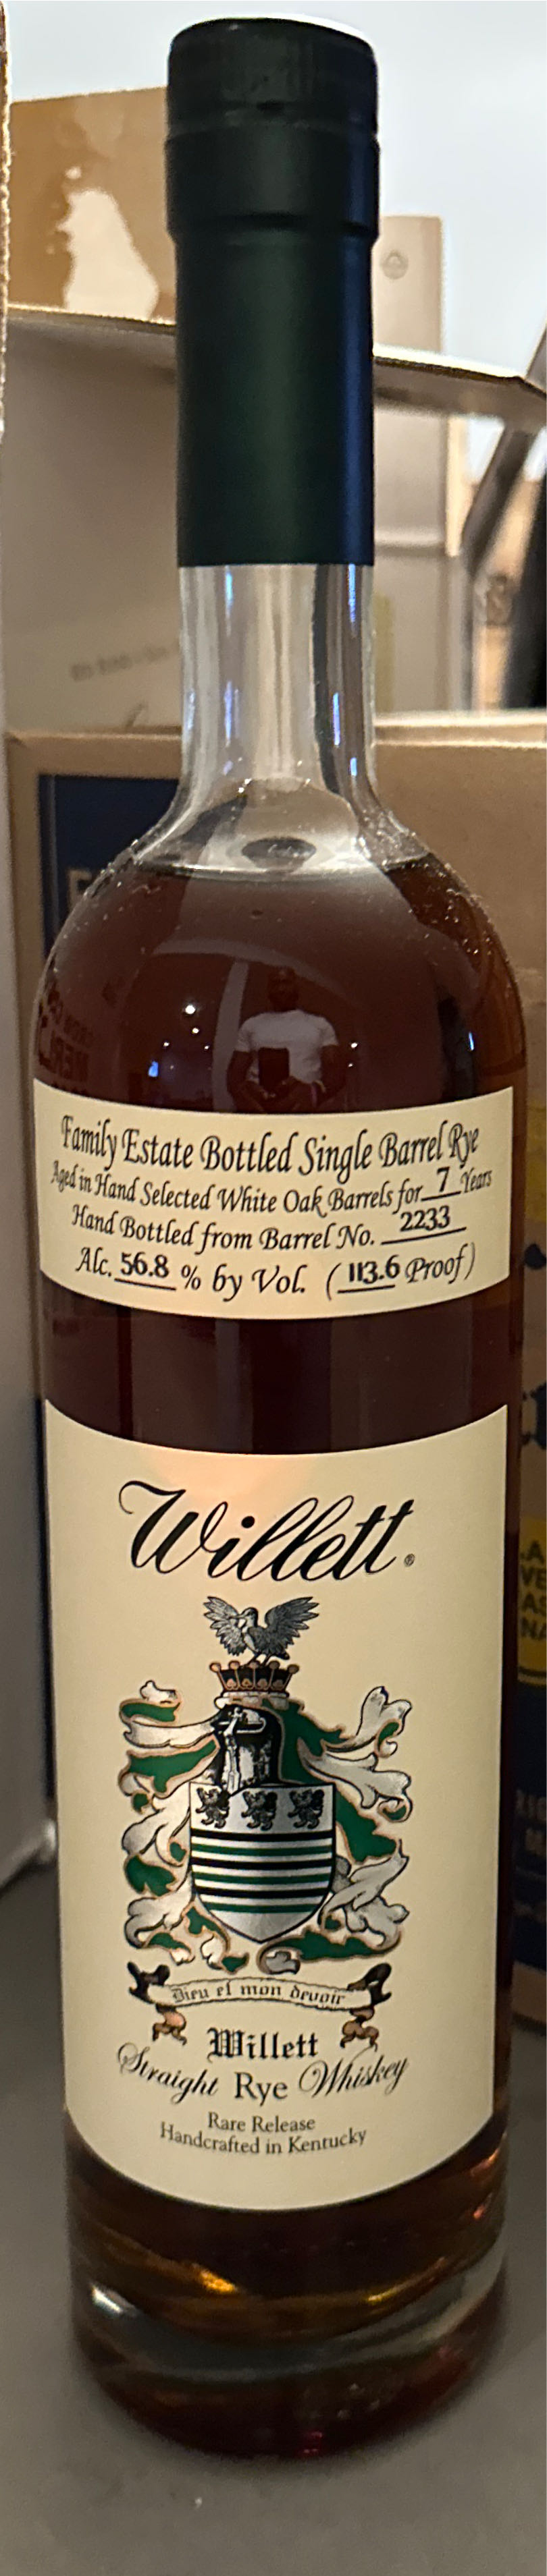 Family Estate Bottled Single Barrel Rye
Aged in Hand Selected White Oak Barrels for 7 Years
Hand Bottled from Barrel No. 2233
Alc. 56.8 % by Vol. (113.6 Proof)
Willett®
Dieu et mon devoir
Willett
Straight Rye Whiskey
Rare Release
Handcrafted in Kentucky